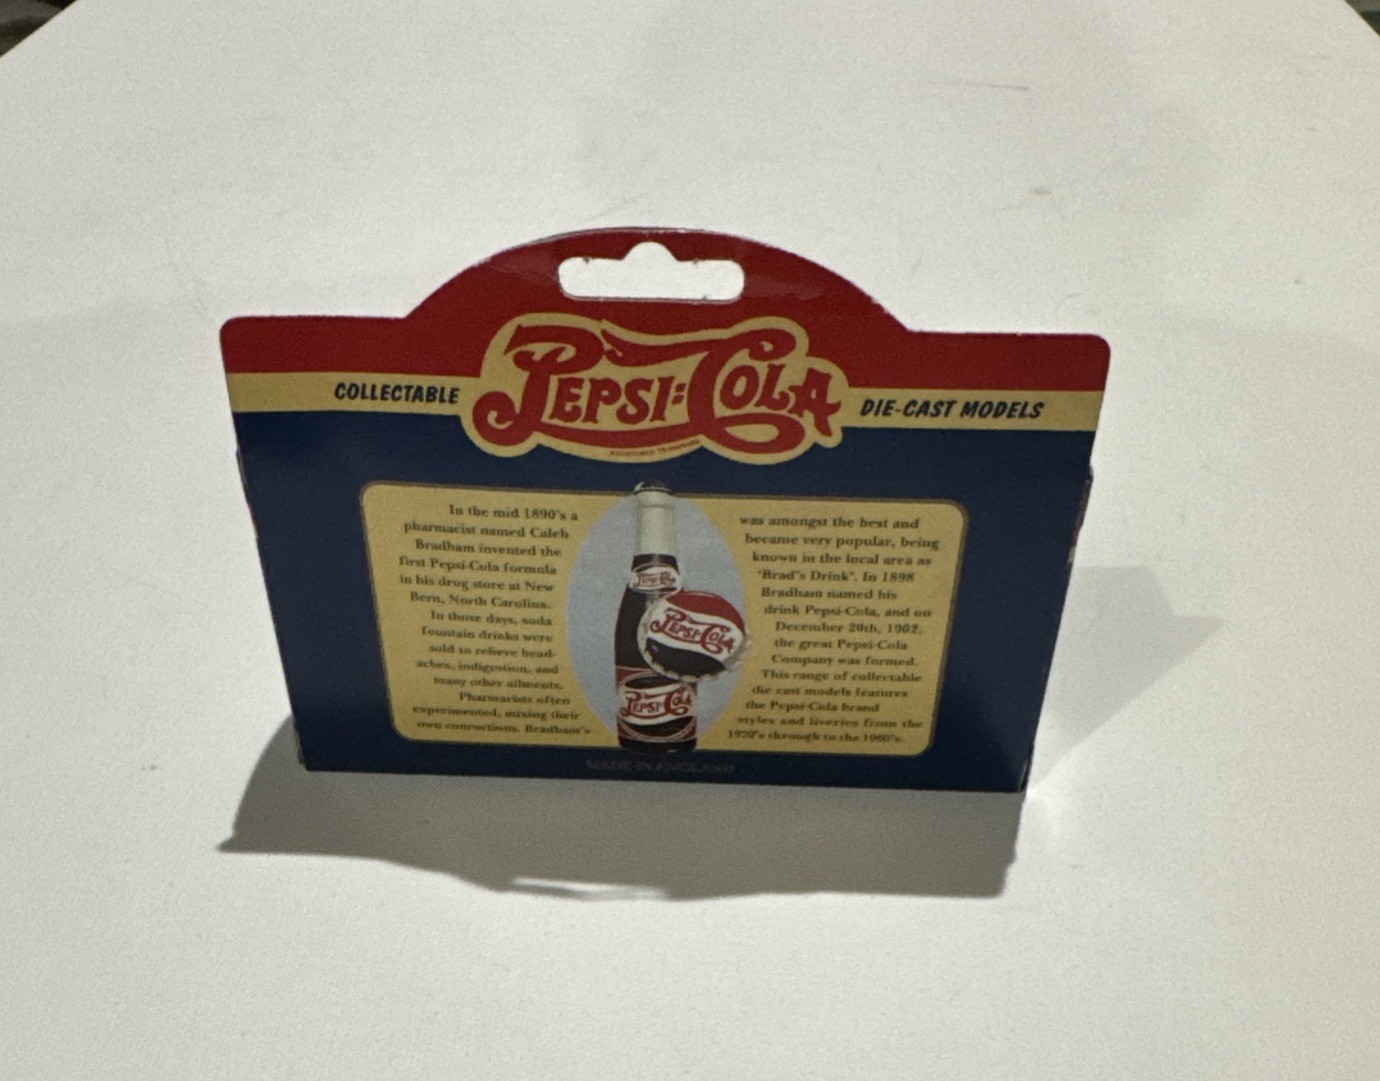 PEPSI-COLA
COLLECTABLE
DIE-CAST MODELS
In the mid 1890's a
pharmacist named Caleb
Bradham invented the
first Pepsi-Cola formula
in his drug store at New
Bern, North Carolina.
In those days, soda
fountain drinks were
sold to relieve head-
aches, indigestion, and
many other ailments.
Pharmacists often
experimented, mixing their
own concoctions. Bradham's
was amongst the best and
became very popular, being
known in the local area as
"Brad's Drink". In 1898
Bradham named his
drink Pepsi-Cola, and on
December 20th, 1902,
the great Pepsi-Cola
Company was formed.
This range of collectable
die cast models features
the Pepsi-Cola brand
styles and liveries from the
1920's through to the 1960's.
PEPSI-COLA
PEPSI-COLA
PEPSI-COLA
MADE IN ENGLAND